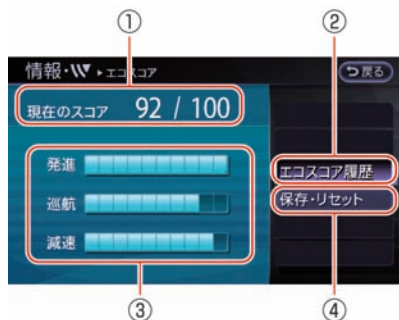 ①
②
情報・W ▸ エコスコア
戻る
現在のスコア 92 / 100
発進
エコスコア履歴
巡航
保存・リセット
減速
③
④